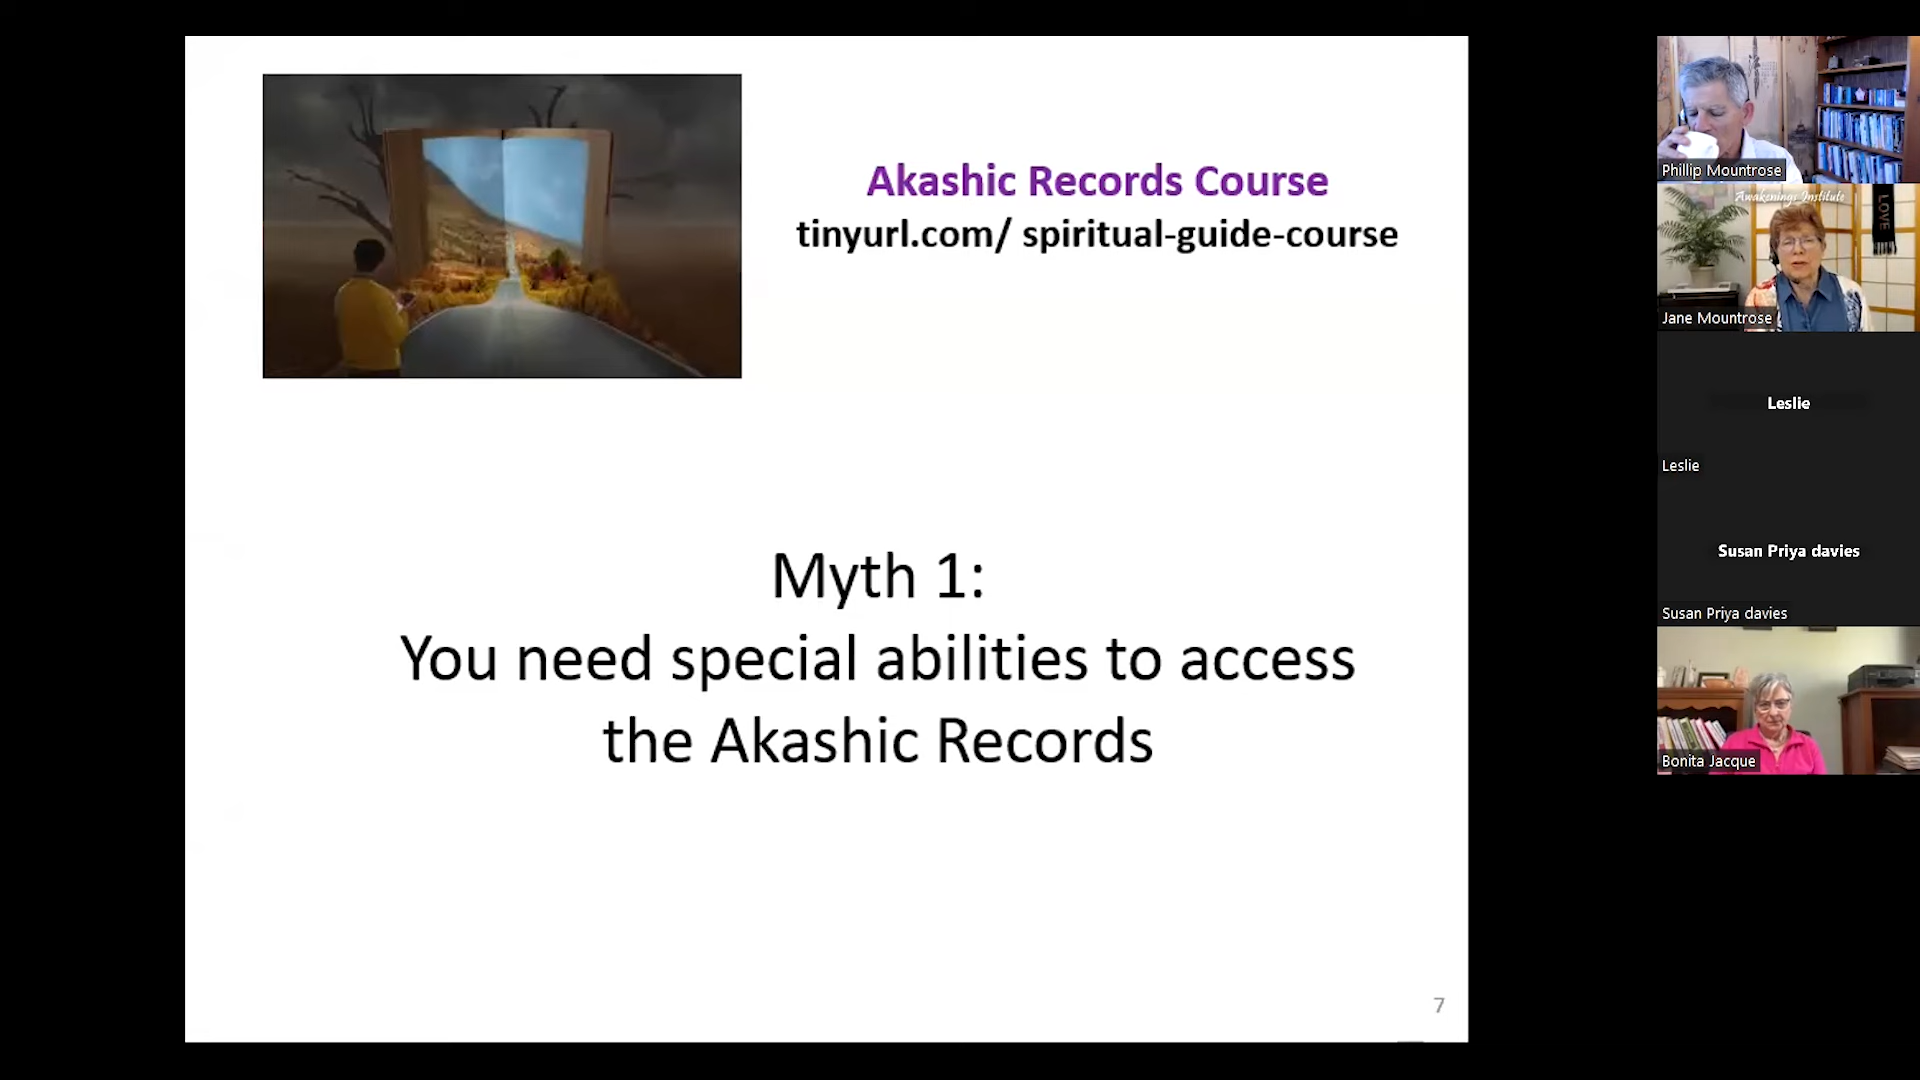 Akashic Records Course
tinyurl.com/ spiritual-guide-course
Myth 1:
You need special abilities to access
the Akashic Records
7
Phillip Mountrose
Awakenings Institute
LOVE
Jane Mountrose
Leslie
Leslie
Susan Priya davies
Susan Priya davies
Bonita Jacque